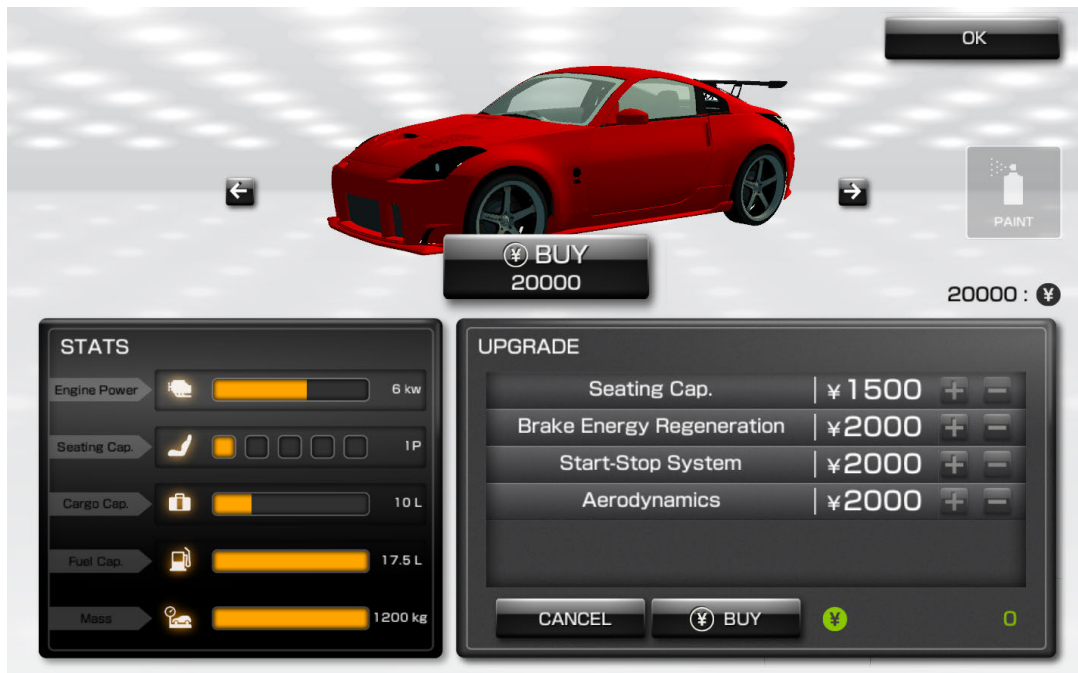 OK
PAINT
¥ BUY
20000
20000 : ¥
STATS
Engine Power 6 kw
Seating Cap. 1P
Cargo Cap. 10 L
Fuel Cap. 17.5 L
Mass 1200 kg
UPGRADE
Seating Cap. ¥ 1500 + −
Brake Energy Regeneration ¥2000 + −
Start-Stop System ¥2000 + −
Aerodynamics ¥2000 + −
CANCEL ¥ BUY ¥ 0